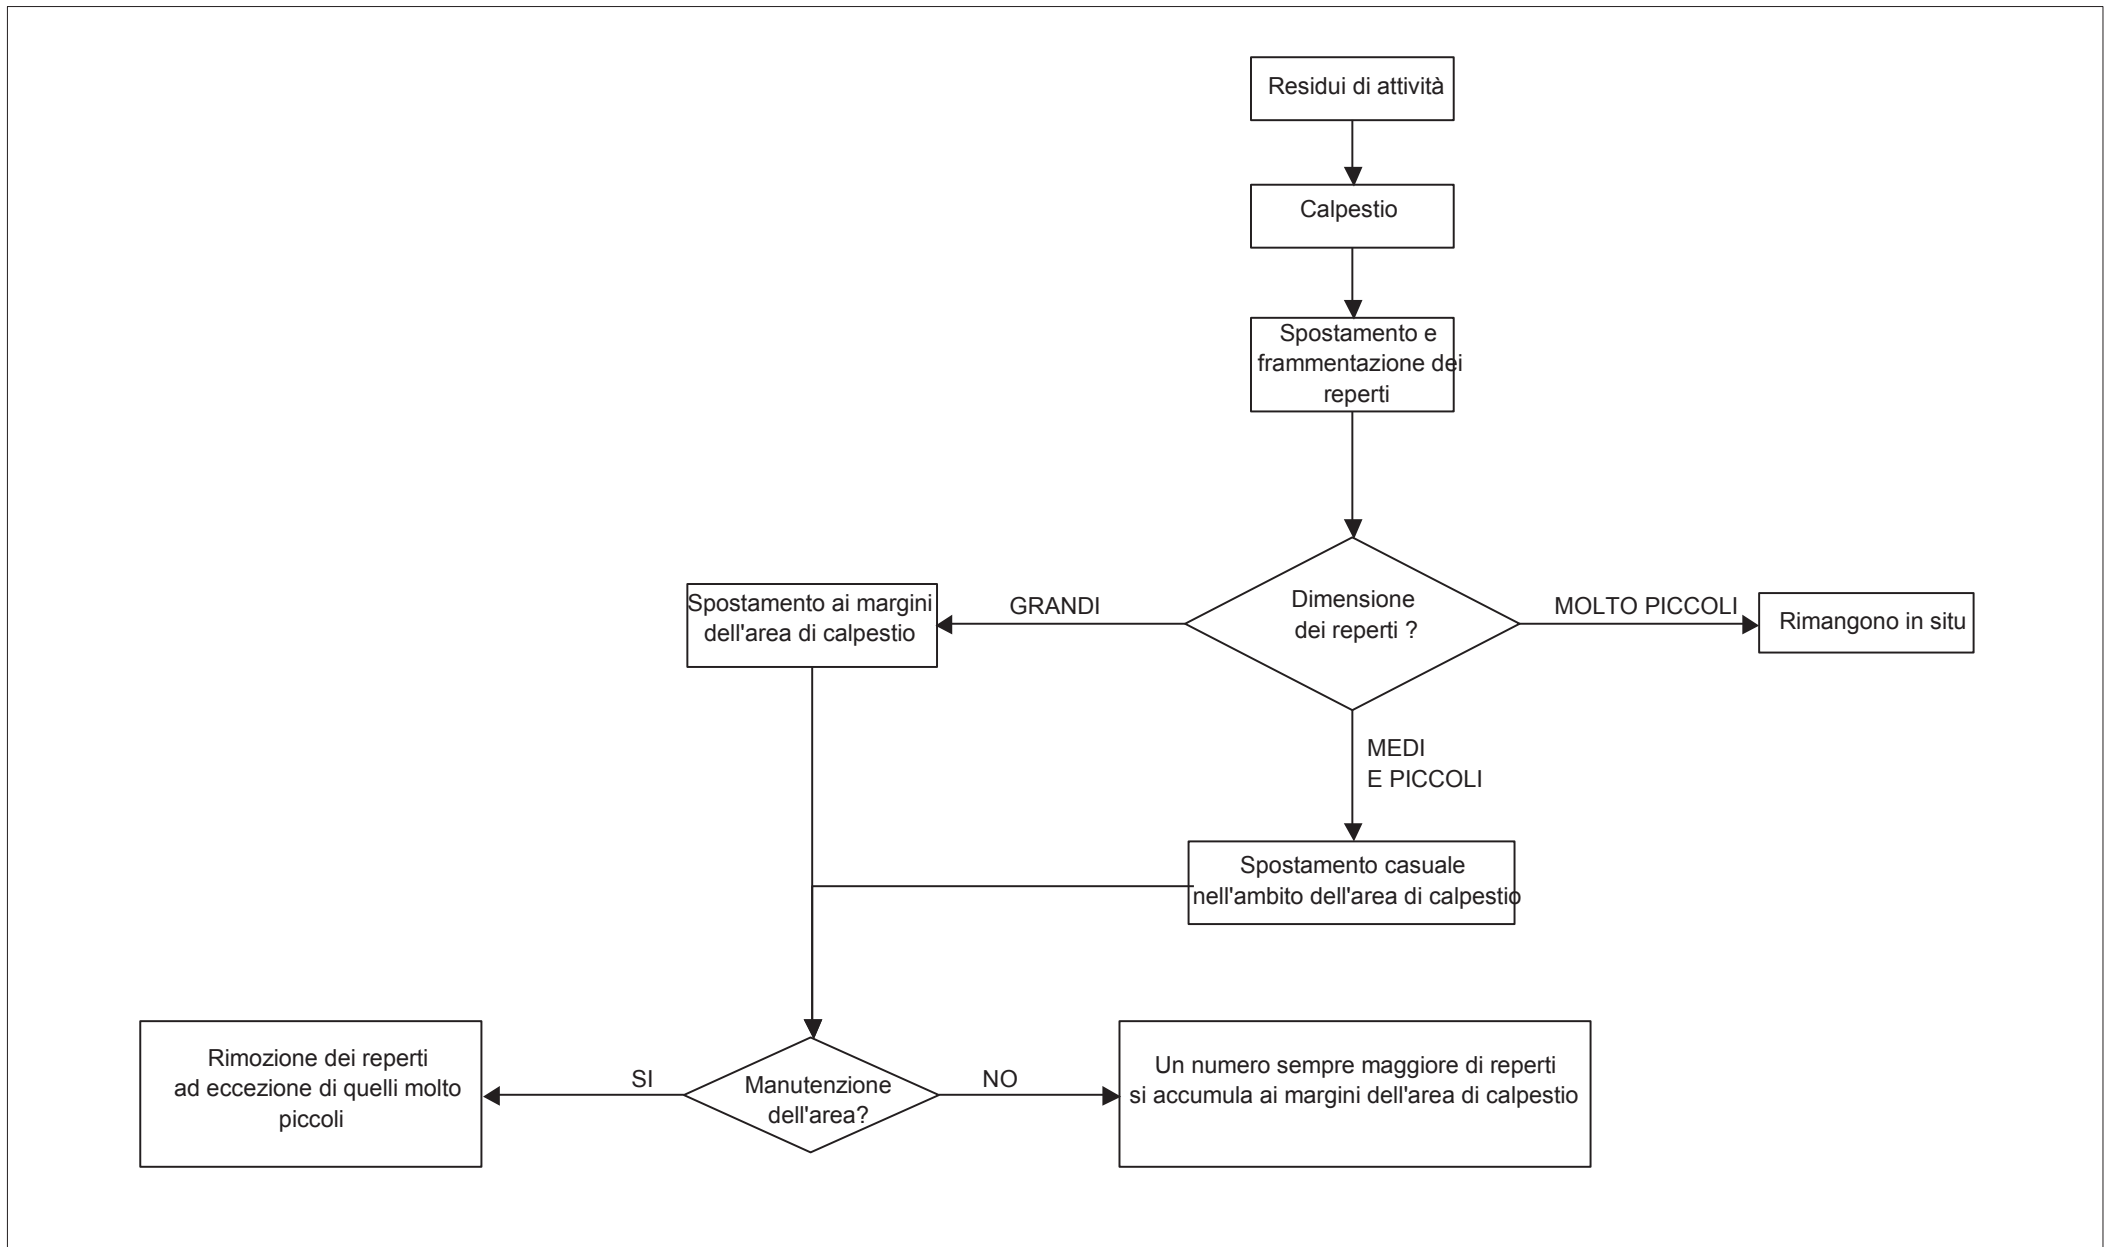 Residui di attività
Calpestio
Spostamento e
frammentazione dei
reperti
Dimensione
dei reperti ?
GRANDI
Spostamento ai margini
dell'area di calpestio
MOLTO PICCOLI
Rimangono in situ
MEDI
E PICCOLI
Spostamento casuale
nell'ambito dell'area di calpestio
Manutenzione
dell'area?
SI
Rimozione dei reperti
ad eccezione di quelli molto
piccoli
NO
Un numero sempre maggiore di reperti
si accumula ai margini dell'area di calpestio